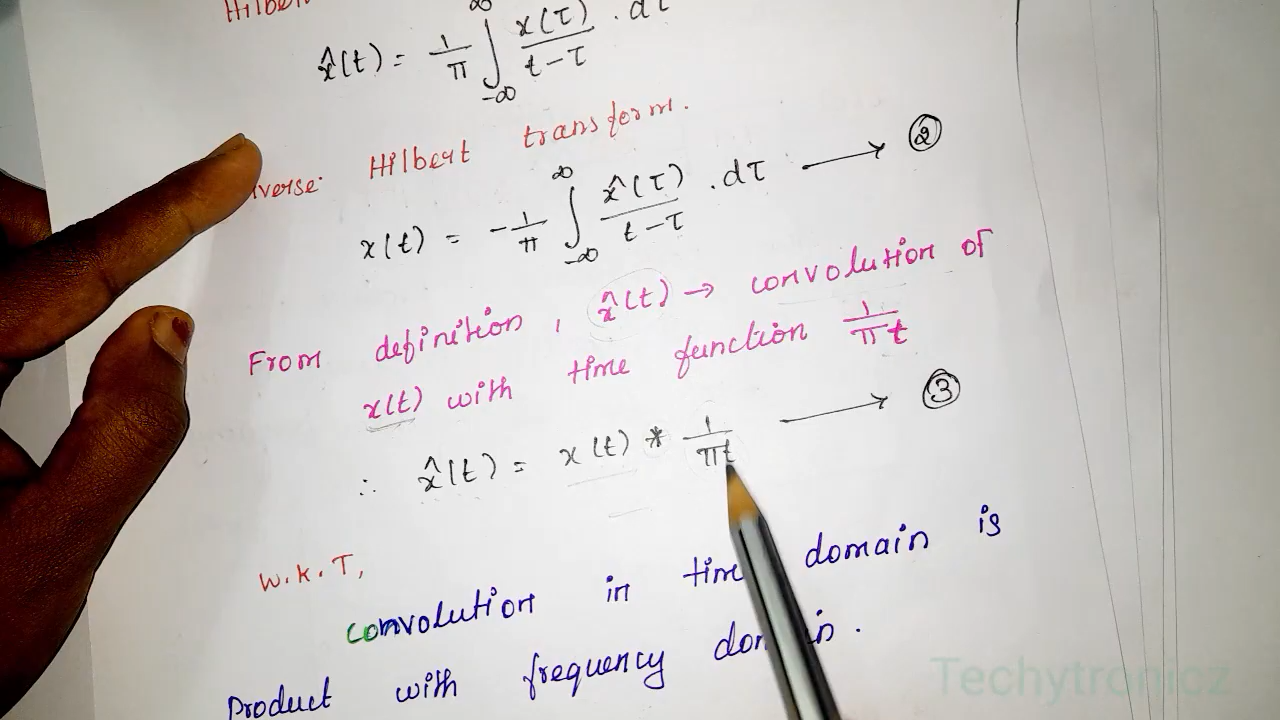 x̂(t) = 1/π ∫_{-∞}^{∞} x(τ)/(t-τ) . dτ
Hilbert transform.
x(t) = -1/π ∫_{-∞}^{∞} x̂(τ)/(t-τ) . dτ → ②
From definition, x̂(t) → convolution of
x(t) with time function 1/πt
∴ x̂(t) = x(t) * 1/πt → ③
W.K.T,
convolution in time domain is
Product with frequency domain.
Techytronicz